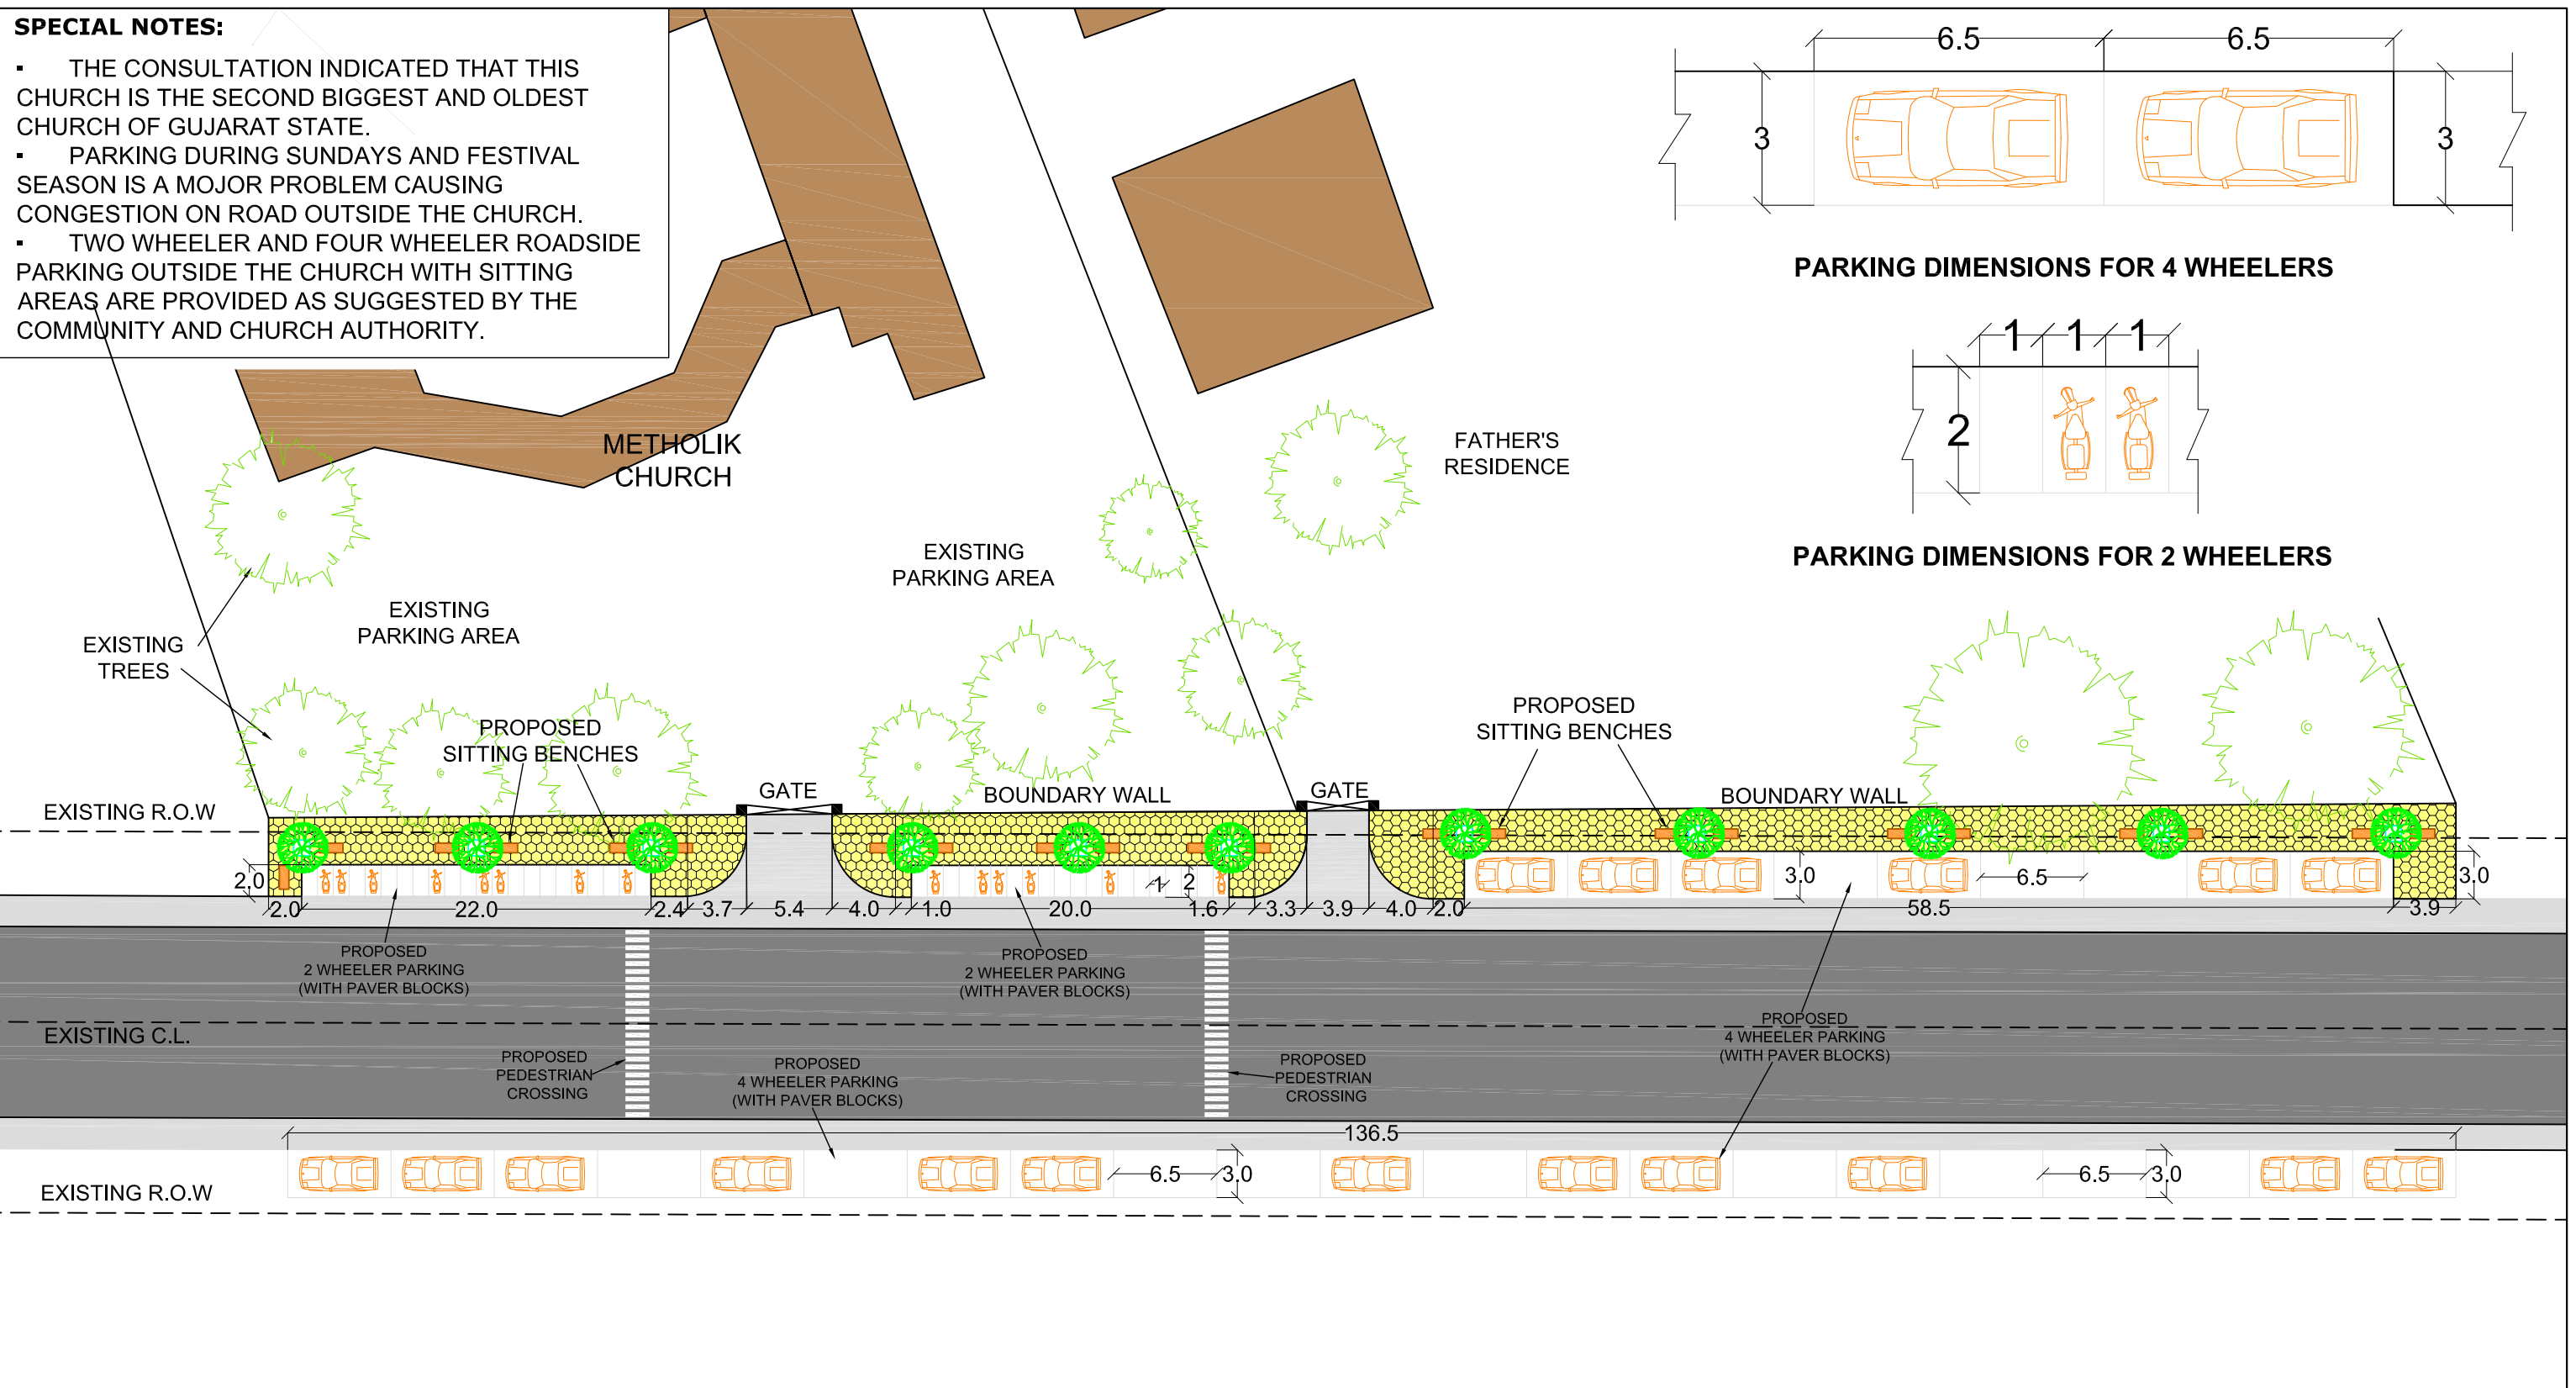 SPECIAL NOTES:
▪ THE CONSULTATION INDICATED THAT THIS
CHURCH IS THE SECOND BIGGEST AND OLDEST
CHURCH OF GUJARAT STATE.
▪ PARKING DURING SUNDAYS AND FESTIVAL
SEASON IS A MOJOR PROBLEM CAUSING
CONGESTION ON ROAD OUTSIDE THE CHURCH.
▪ TWO WHEELER AND FOUR WHEELER ROADSIDE
PARKING OUTSIDE THE CHURCH WITH SITTING
AREAS ARE PROVIDED AS SUGGESTED BY THE
COMMUNITY AND CHURCH AUTHORITY.
6.5 6.5
3 3
PARKING DIMENSIONS FOR 4 WHEELERS
1 1 1
2
PARKING DIMENSIONS FOR 2 WHEELERS
METHOLIK
CHURCH
FATHER'S
RESIDENCE
EXISTING
PARKING AREA
EXISTING
PARKING AREA
EXISTING
TREES
PROPOSED
SITTING BENCHES
PROPOSED
SITTING BENCHES
GATE
BOUNDARY WALL
GATE
BOUNDARY WALL
EXISTING R.O.W
2.0
1 2
3.0
6.5
3.0
2.0 22.0 2.4 3.7 5.4 4.0 1.0 20.0 1.6 3.3 3.9 4.0 2.0 58.5 3.9
PROPOSED
2 WHEELER PARKING
(WITH PAVER BLOCKS)
PROPOSED
2 WHEELER PARKING
(WITH PAVER BLOCKS)
EXISTING C.L.
PROPOSED
PEDESTRIAN
CROSSING
PROPOSED
4 WHEELER PARKING
(WITH PAVER BLOCKS)
PROPOSED
PEDESTRIAN
CROSSING
PROPOSED
4 WHEELER PARKING
(WITH PAVER BLOCKS)
136.5
6.5 3.0
6.5 3.0
EXISTING R.O.W